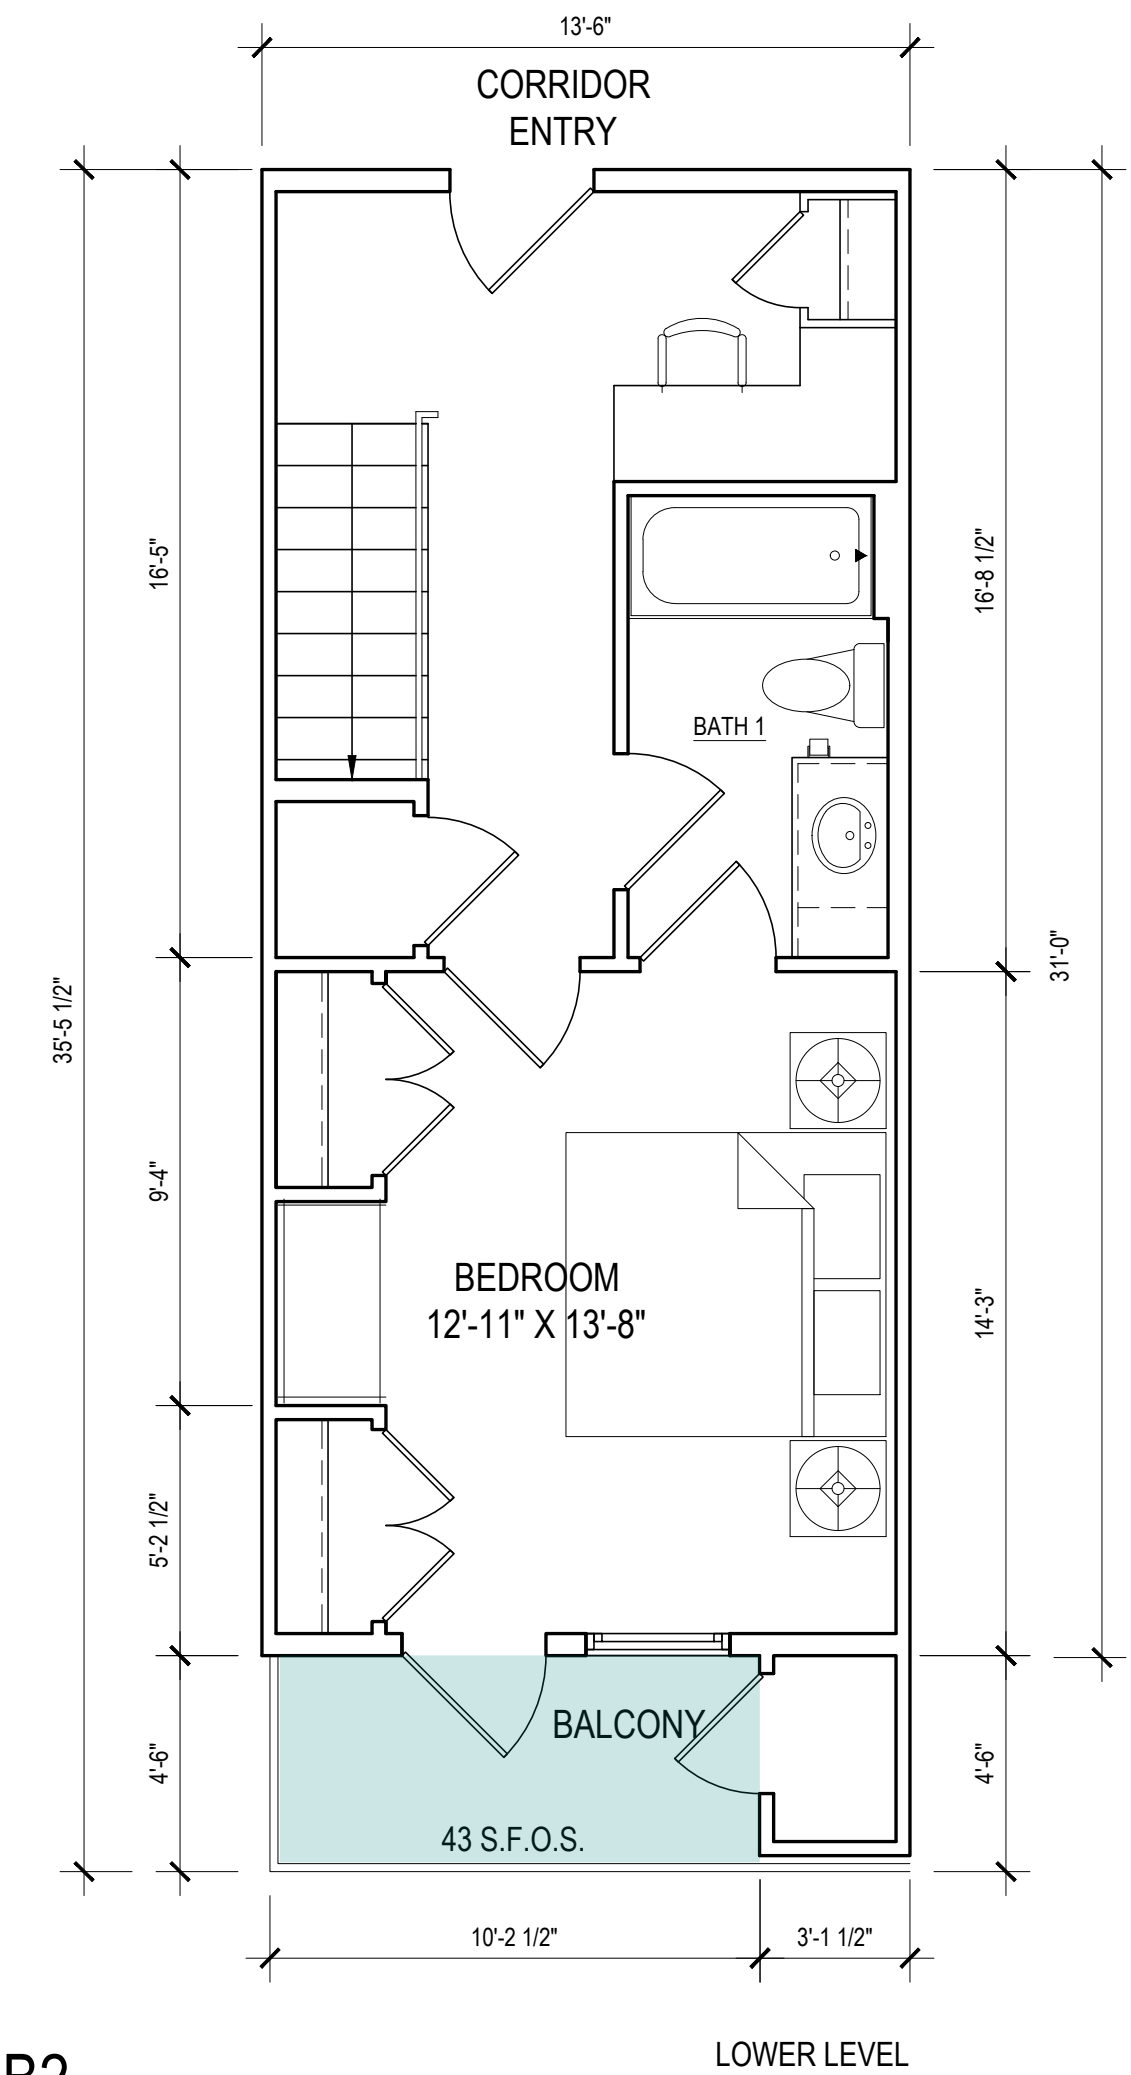 13'-6"
CORRIDOR
ENTRY
16'-5"
16'-8 1/2"
BATH 1
31'-0"
35'-5 1/2"
9'-4"
BEDROOM
12'-11" X 13'-8"
14'-3"
5'-2 1/2"
BALCONY
4'-6"
4'-6"
43 S.F.O.S.
10'-2 1/2"
3'-1 1/2"
LOWER LEVEL